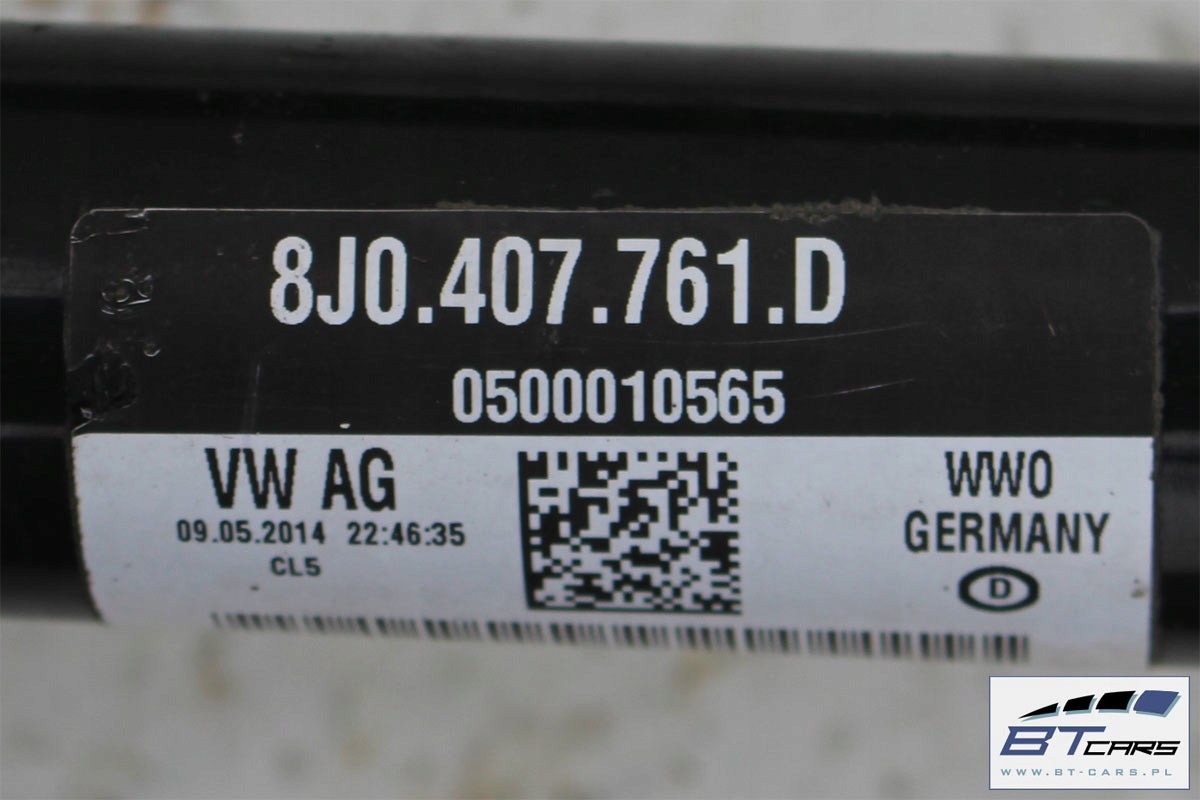 8J0.407.761.D
0500010565
VW AG
09.05.2014 22:46:35
CL5
WWO
GERMANY
D
BT CARS
WWW.BT-CARS.PL